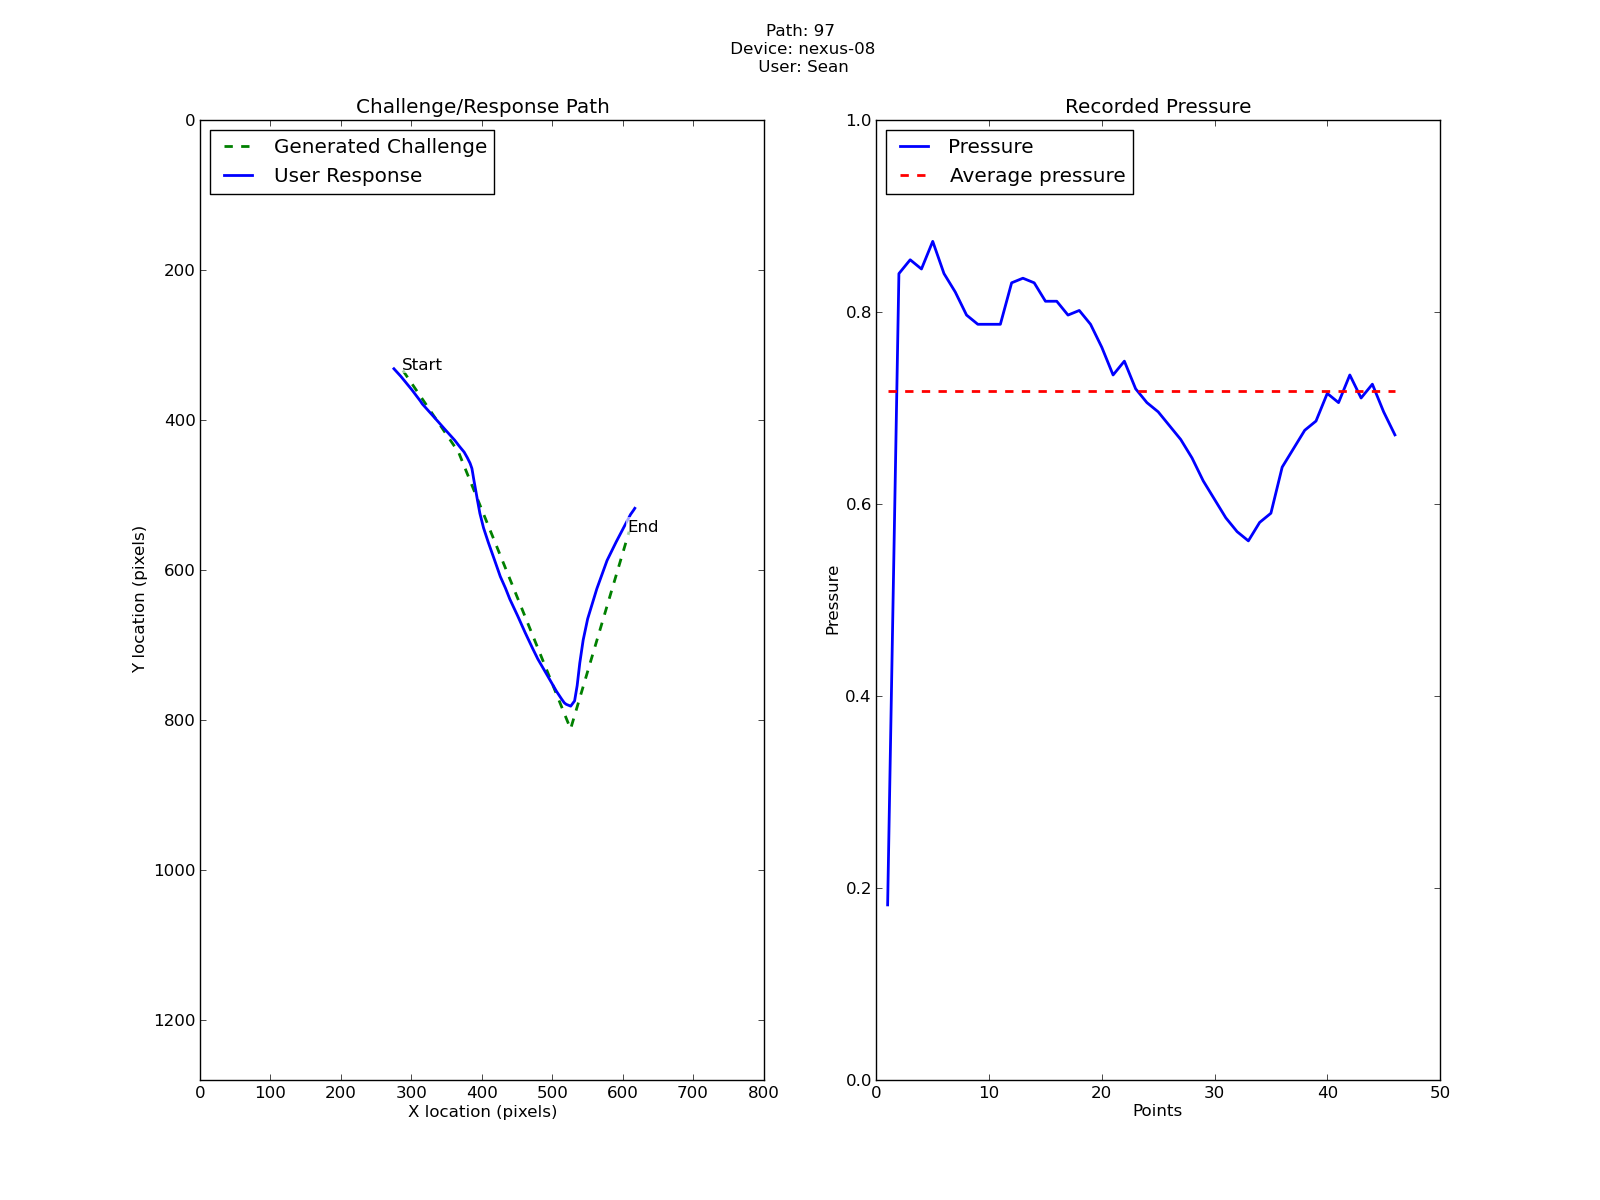 Path: 97
Device: nexus-08
User: Sean
Challenge/Response Path
Generated Challenge
User Response
Start
End
0
200
400
600
800
1000
1200
Y location (pixels)
0 100 200 300 400 500 600 700 800
X location (pixels)
Recorded Pressure
Pressure
Average pressure
1.0
0.8
0.6
0.4
0.2
0.0
Pressure
0 10 20 30 40 50
Points